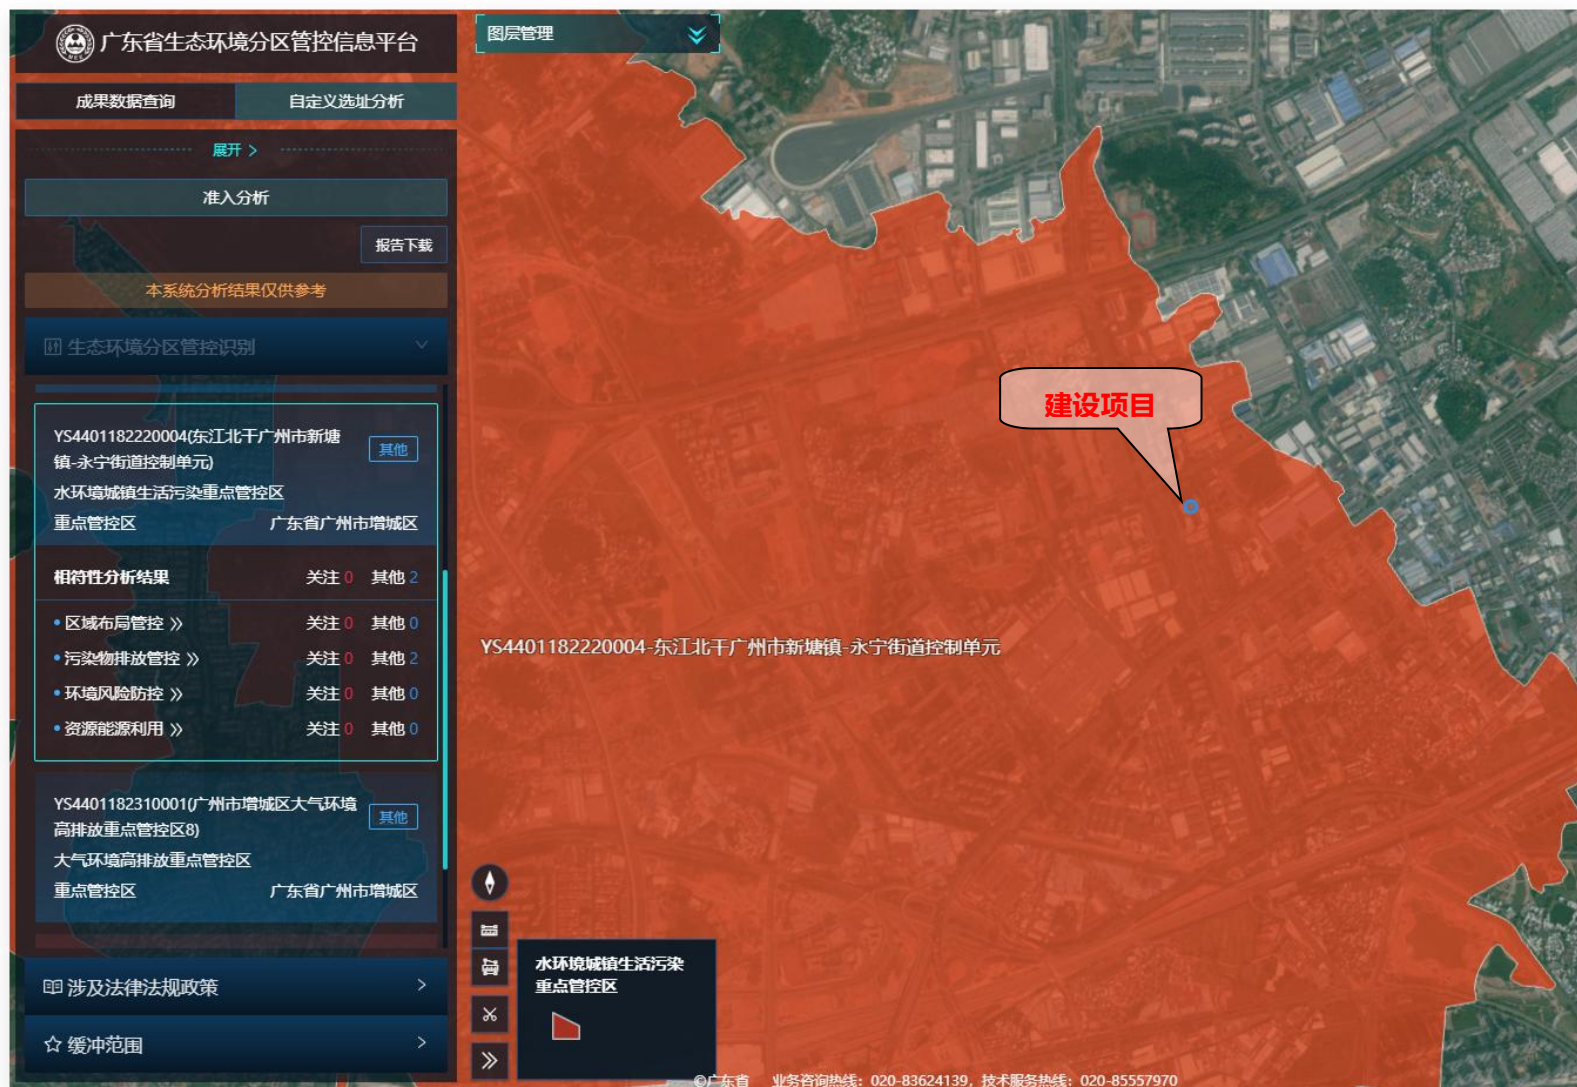 广东省生态环境分区管控信息平台
成果数据查询
自定义选址分析
展开 >
准入分析
报告下载
本系统分析结果仅供参考
生态环境分区管控识别
YS4401182220004(东江北干广州市新塘
镇-永宁街道控制单元)
其他
水环境城镇生活污染重点管控区
重点管控区 广东省广州市增城区
相符性分析结果 关注 0 其他 2
• 区域布局管控 >> 关注 0 其他 0
• 污染物排放管控 >> 关注 0 其他 2
• 环境风险防控 >> 关注 0 其他 0
• 资源能源利用 >> 关注 0 其他 0
YS4401182310001(广州市增城区大气环境
高排放重点管控区8)
其他
大气环境高排放重点管控区
重点管控区 广东省广州市增城区
涉及法律法规政策 >
缓冲范围 >
图层管理
建设项目
YS4401182220004-东江北干广州市新塘镇-永宁街道控制单元
水环境城镇生活污染
重点管控区
©广东省 业务咨询热线：020-83624139，技术服务热线：020-85557970